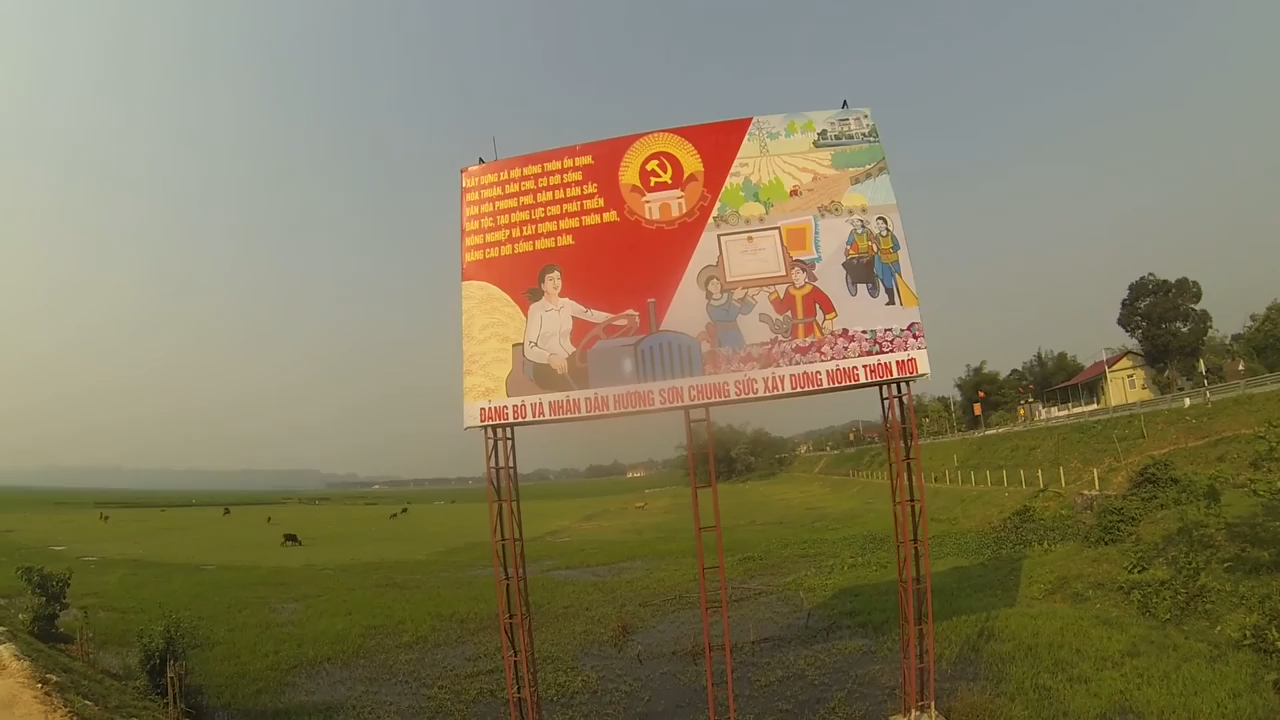 XÂY DỰNG XÃ HỘI NÔNG THÔN ỔN ĐỊNH,
HÒA THUẬN, DÂN CHỦ, CÓ ĐỜI SỐNG
VĂN HÓA PHONG PHÚ, ĐẬM ĐÀ BẢN SẮC
DÂN TỘC, TẠO ĐỘNG LỰC CHO PHÁT TRIỂN
NÔNG NGHIỆP VÀ XÂY DỰNG NÔNG THÔN MỚI,
NÂNG CAO ĐỜI SỐNG NÔNG DÂN.
ĐẢNG BỘ VÀ NHÂN DÂN HƯƠNG SƠN CHUNG SỨC XÂY DỰNG NÔNG THÔN MỚI